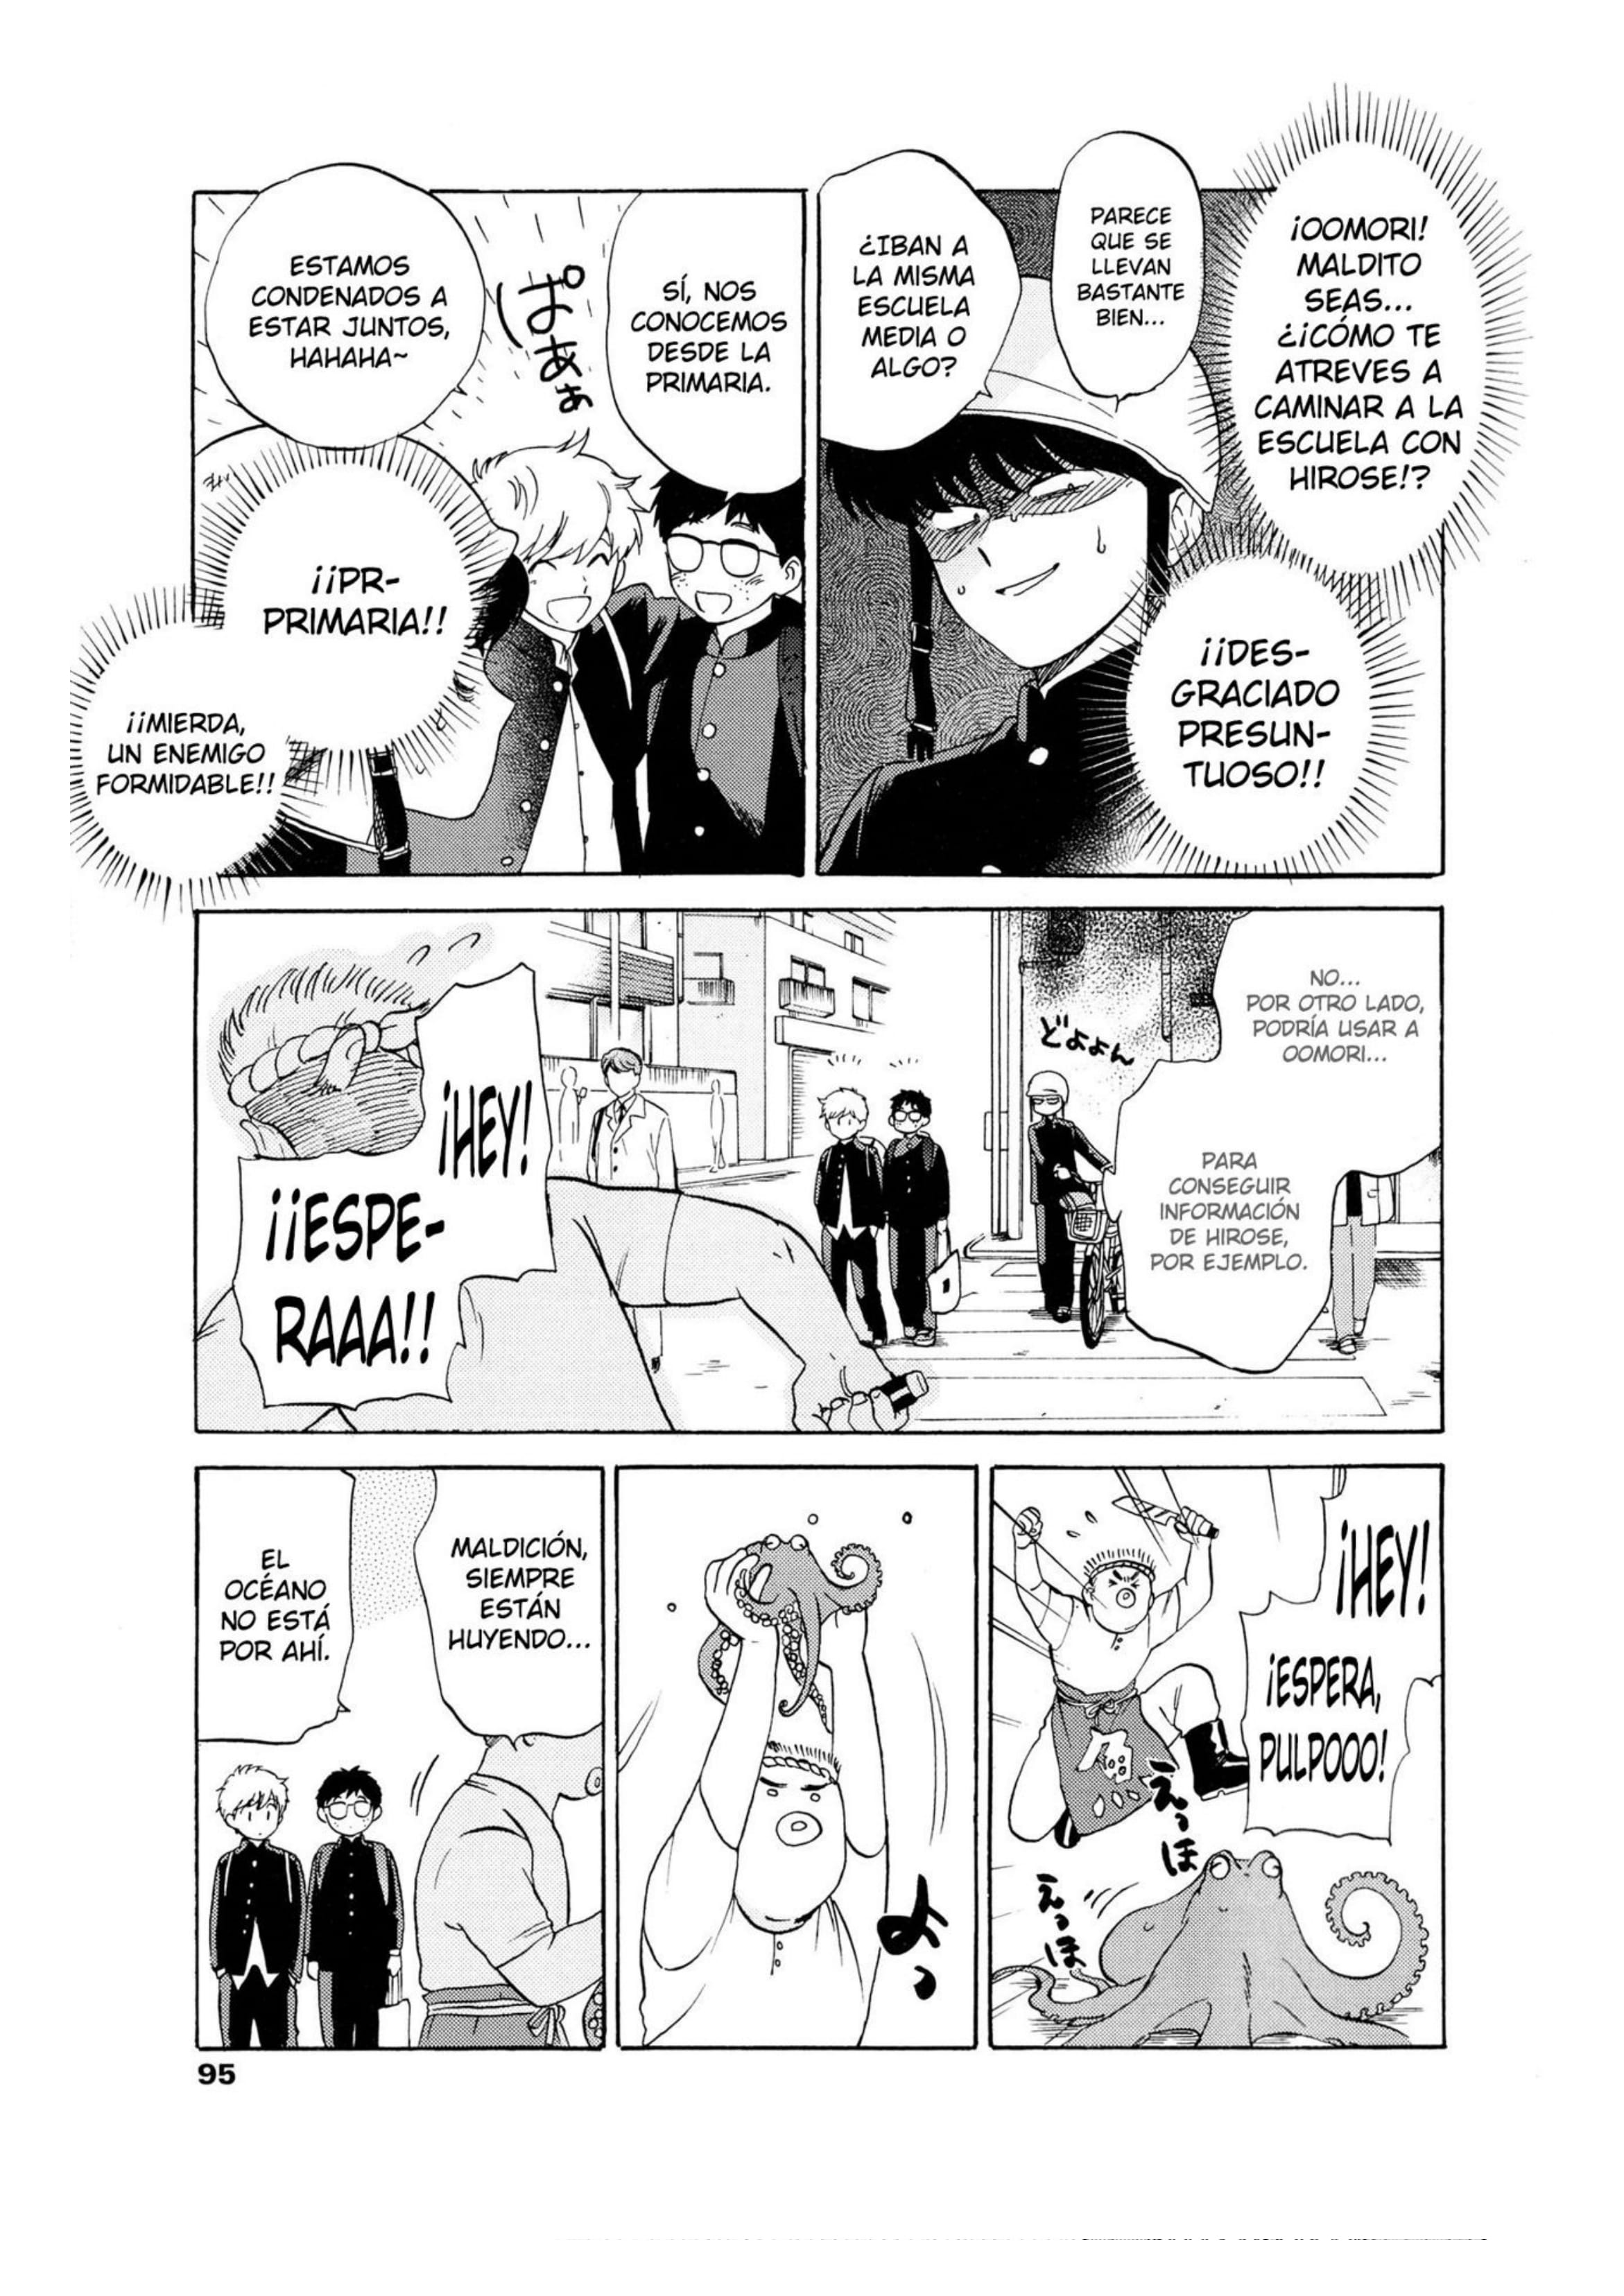 ¡OOMORI!
MALDITO
SEAS...
¿¡CÓMO TE
ATREVES A
CAMINAR A LA
ESCUELA CON
HIROSE!?
PARECE
QUE SE
LLEVAN
BASTANTE
BIEN...
¿IBAN A
LA MISMA
ESCUELA
MEDIA O
ALGO?
¡¡DES-
GRACIADO
PRESUN-
TUOSO!!
SÍ, NOS
CONOCEMOS
DESDE LA
PRIMARIA.
ぱあぁ
ESTAMOS
CONDENADOS A
ESTAR JUNTOS,
HAHAHA~
¡¡PR-
PRIMARIA!!
¡¡MIERDA,
UN ENEMIGO
FORMIDABLE!!
NO...
POR OTRO LADO,
PODRÍA USAR A
OOMORI...
PARA
CONSEGUIR
INFORMACIÓN
DE HIROSE,
POR EJEMPLO.
どよよん
¡HEY!
¡¡ESPE-
RAAA!!
¡HEY!
¡ESPERA,
PULPOOO!
魚
えっほ
えっほ
よっ
MALDICIÓN,
SIEMPRE
ESTÁN
HUYENDO...
EL
OCÉANO
NO ESTÁ
POR AHÍ.
95